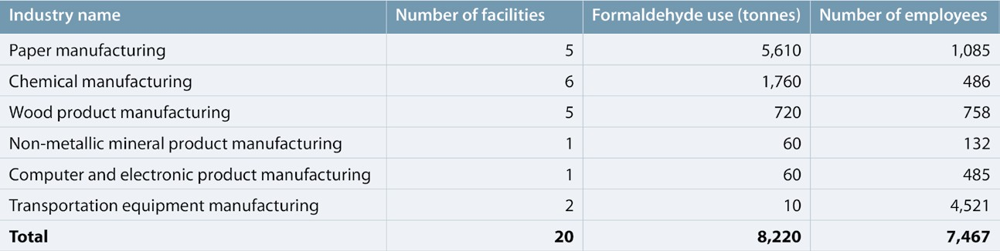 Industry name Number of facilities Formaldehyde use (tonnes) Number of employees
Paper manufacturing 5 5,610 1,085
Chemical manufacturing 6 1,760 486
Wood product manufacturing 5 720 758
Non-metallic mineral product manufacturing 1 60 132
Computer and electronic product manufacturing 1 60 485
Transportation equipment manufacturing 2 10 4,521
Total 20 8,220 7,467